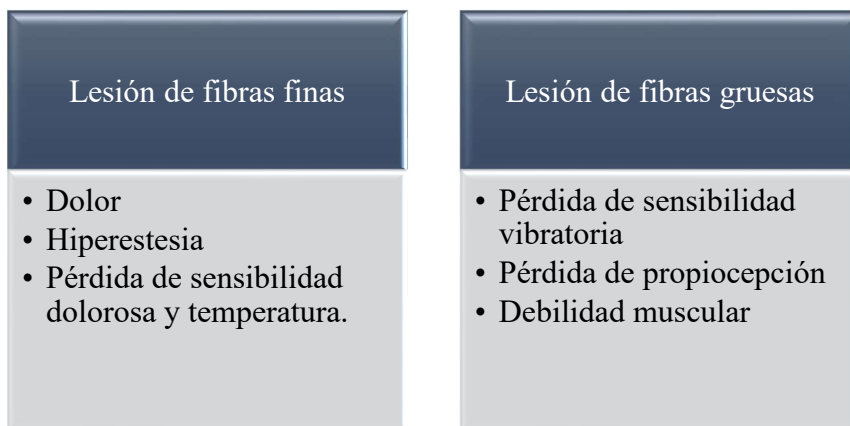 Lesión de fibras finas
• Dolor
• Hiperestesia
• Pérdida de sensibilidad
dolorosa y temperatura.
Lesión de fibras gruesas
• Pérdida de sensibilidad
vibratoria
• Pérdida de propiocepción
• Debilidad muscular